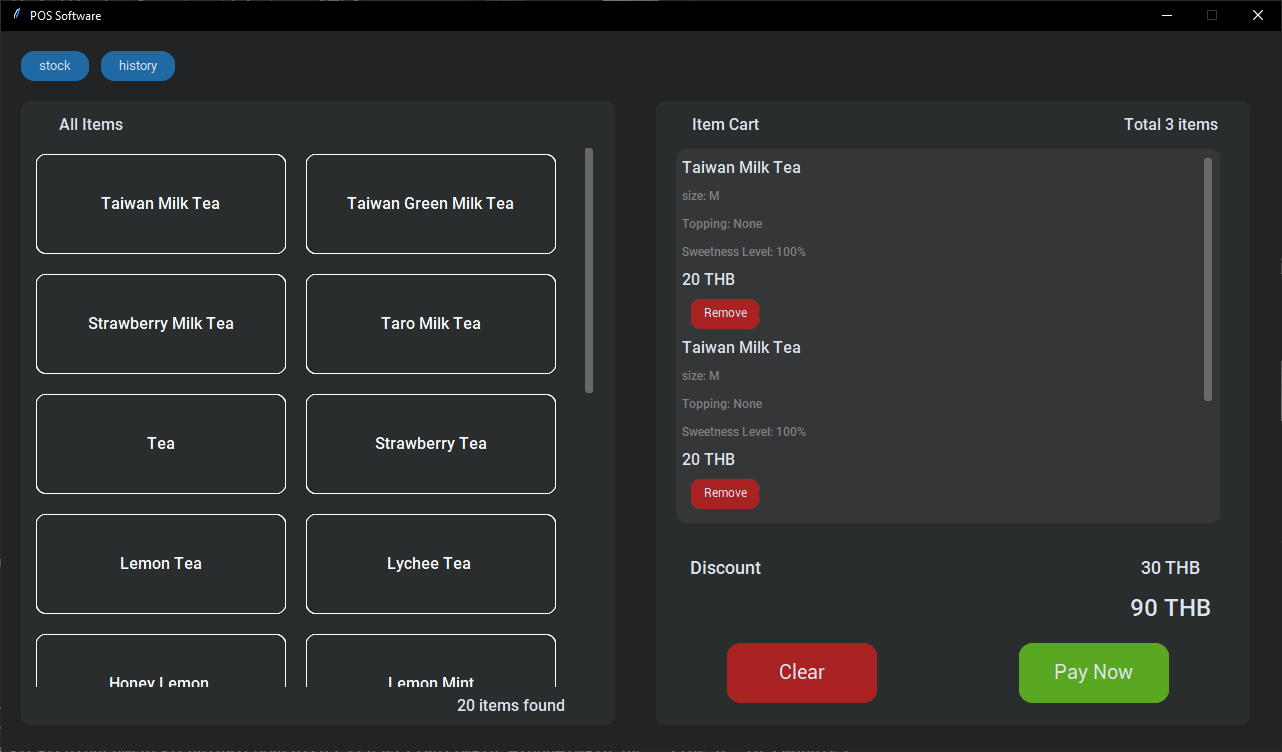 POS Software
stock history
All Items
Taiwan Milk Tea Taiwan Green Milk Tea
Strawberry Milk Tea Taro Milk Tea
Tea Strawberry Tea
Lemon Tea Lychee Tea
Honey Lemon Lemon Mint
20 items found
Item Cart Total 3 items
Taiwan Milk Tea
size: M
Topping: None
Sweetness Level: 100%
20 THB
Remove
Taiwan Milk Tea
size: M
Topping: None
Sweetness Level: 100%
20 THB
Remove
Discount 30 THB
90 THB
Clear Pay Now